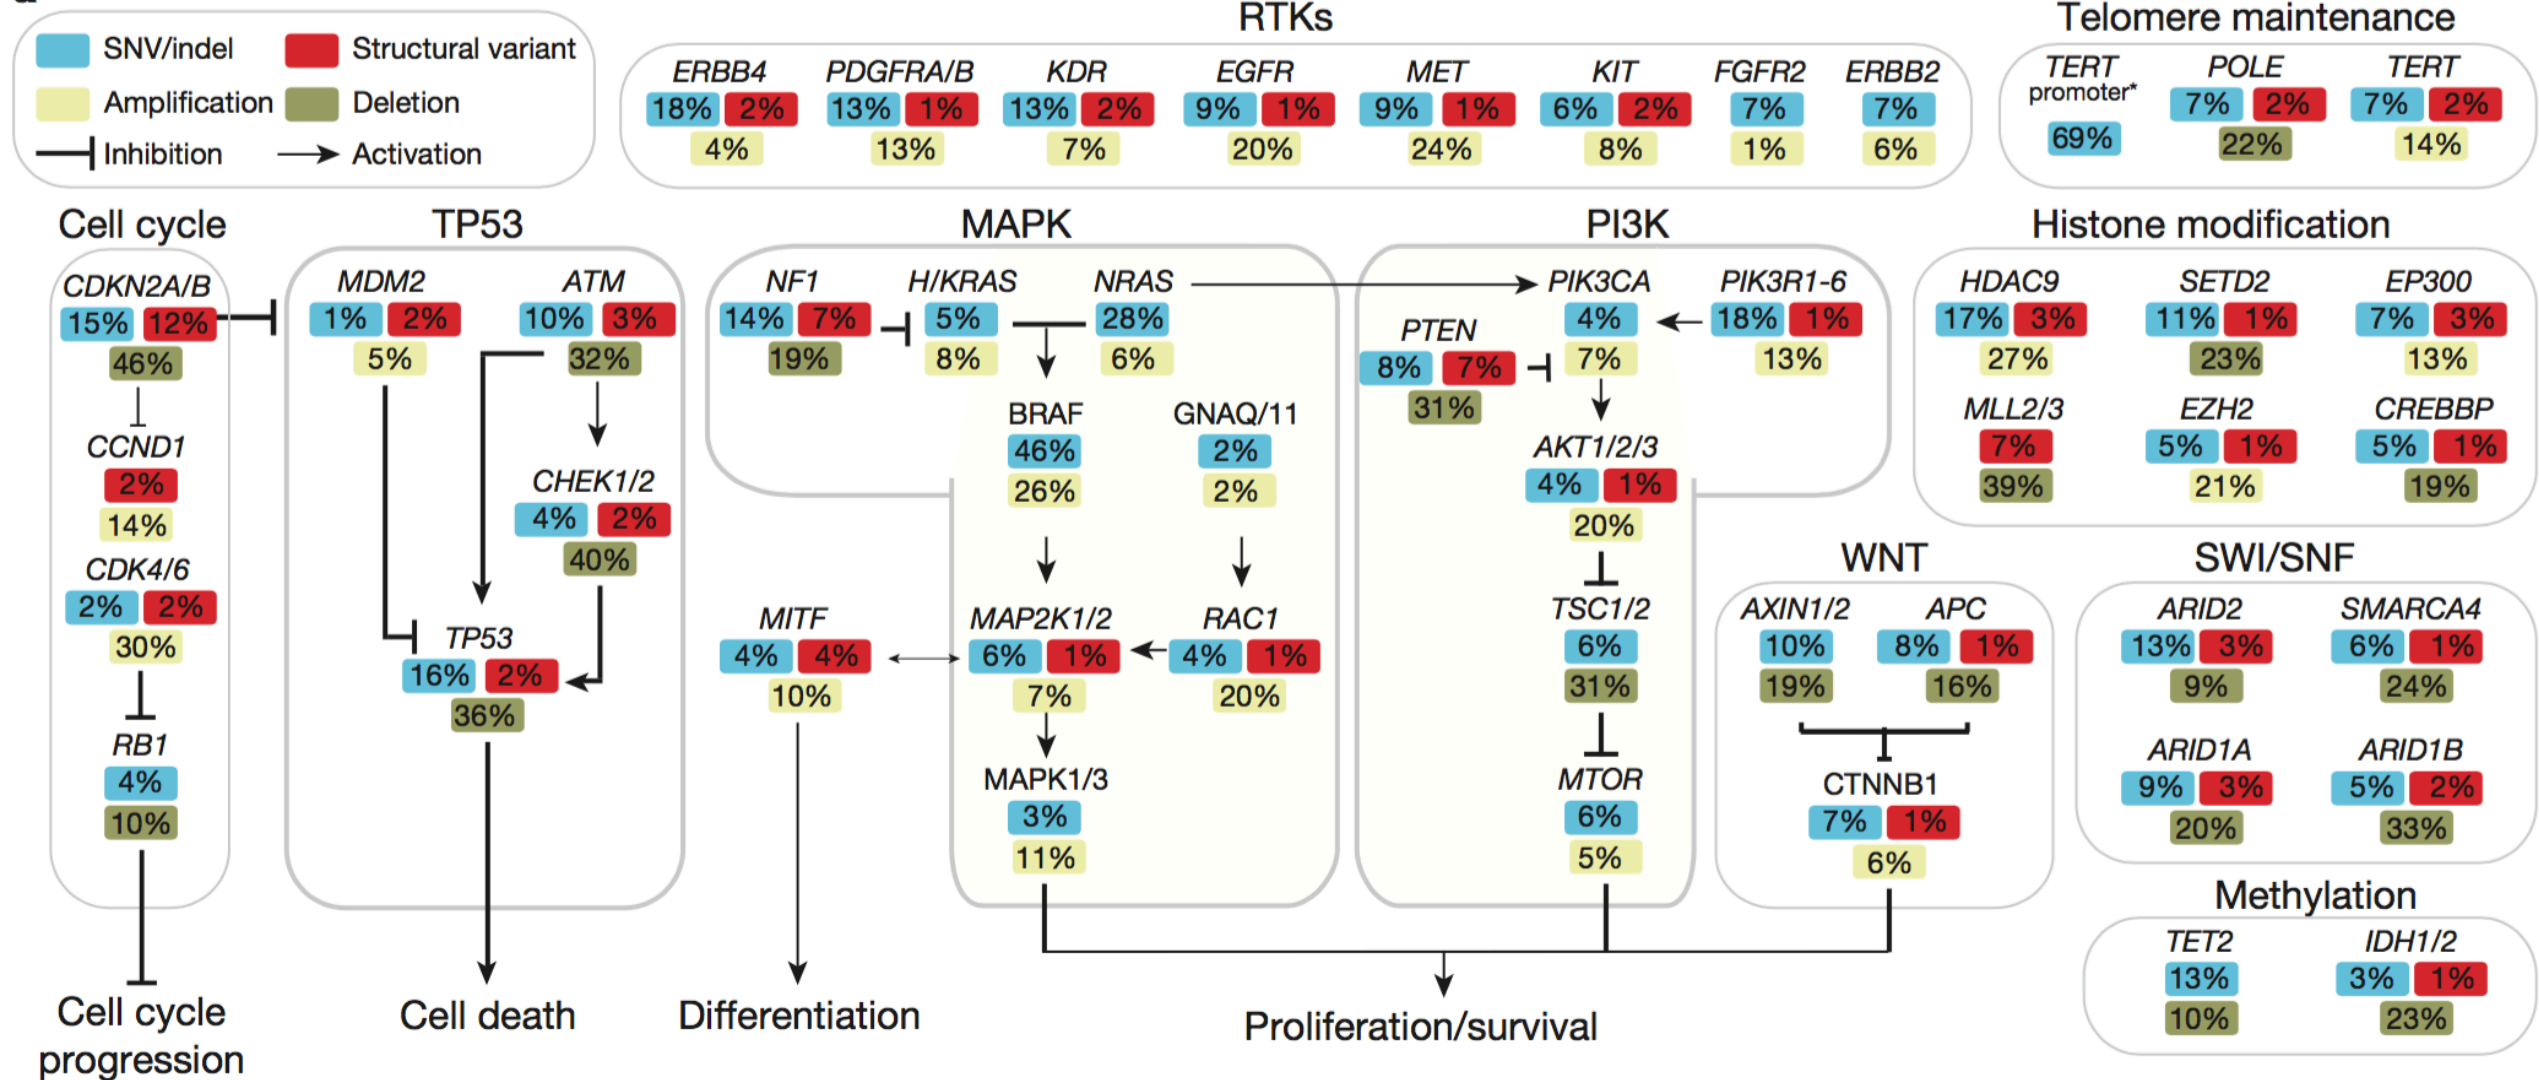 SNV/indel Structural variant
Amplification Deletion
Inhibition Activation
RTKs
ERBB4 PDGFRA/B KDR EGFR MET KIT FGFR2 ERBB2
18% 2% 13% 1% 13% 2% 9% 1% 9% 1% 6% 2% 7% 7%
4% 13% 7% 20% 24% 8% 1% 6%
Telomere maintenance
TERT promoter* POLE TERT
69% 7% 2% 7% 2%
22% 14%
Cell cycle
CDKN2A/B
15% 12%
46%
CCND1
2%
14%
CDK4/6
2% 2%
30%
RB1
4%
10%
Cell cycle
progression
TP53
MDM2 ATM
1% 2% 10% 3%
5% 32%
CHEK1/2
4% 2%
40%
TP53
16% 2%
36%
Cell death
MAPK
NF1 H/KRAS NRAS
14% 7% 5% 28%
19% 8% 6%
BRAF GNAQ/11
46% 2%
26% 2%
MITF MAP2K1/2 RAC1
4% 4% 6% 1% 4% 1%
10% 7% 20%
MAPK1/3
3%
11%
Differentiation
PI3K
PIK3CA PIK3R1-6
4% 18% 1%
7% 13%
PTEN
8% 7%
31%
AKT1/2/3
4% 1%
20%
TSC1/2
6%
31%
MTOR
6%
5%
Proliferation/survival
Histone modification
HDAC9 SETD2 EP300
17% 3% 11% 1% 7% 3%
27% 23% 13%
MLL2/3 EZH2 CREBBP
7% 5% 1% 5% 1%
39% 21% 19%
WNT
AXIN1/2 APC
10% 8% 1%
19% 16%
CTNNB1
7% 1%
6%
SWI/SNF
ARID2 SMARCA4
13% 3% 6% 1%
9% 24%
ARID1A ARID1B
9% 3% 5% 2%
20% 33%
Methylation
TET2 IDH1/2
13% 3% 1%
10% 23%